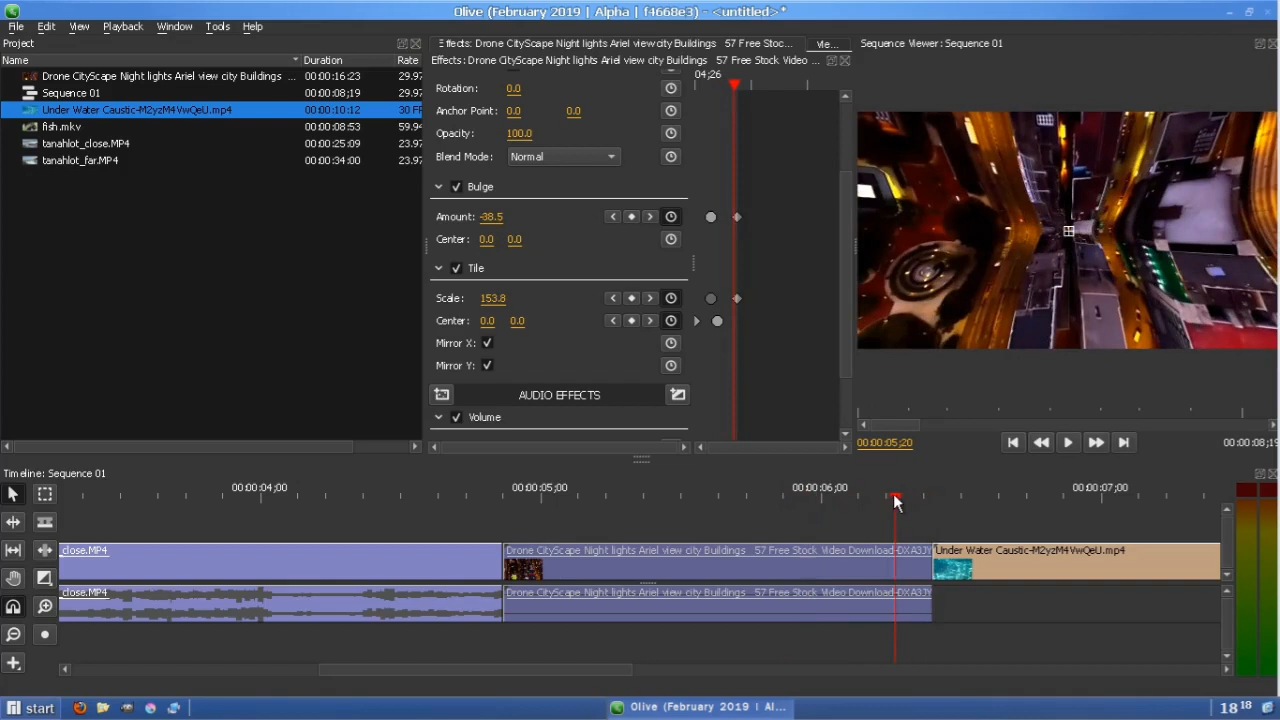 Olive (February 2019 | Alpha | f4668e3) - <untitled>*
File Edit View Playback Window Tools Help
Project
Name Duration Rate
Drone CityScape Night lights Ariel view city Buildings ... 00:00:16;23 29.97
Sequence 01 00:00:08;19 29.97
Under Water Caustic-M2yzM4VwQeU.mp4 00:00:10:12 30 FP
fish.mkv 00:00:08:53 59.94
tanahlot_close.MP4 00:00:25:09 23.97
tanahlot_far.MP4 00:00:34:00 23.97
Effects: Drone CityScape Night lights Ariel view city Buildings 57 Free Stoc... Vie...
Effects: Drone CityScape Night lights Ariel view city Buildings 57 Free Stock Video ...
04;26
Rotation: 0.0
Anchor Point: 0.0 0.0
Opacity: 100.0
Blend Mode: Normal
Bulge
Amount: -38.5
Center: 0.0 0.0
Tile
Scale: 153.8
Center: 0.0 0.0
Mirror X:
Mirror Y:
AUDIO EFFECTS
Volume
Sequence Viewer: Sequence 01
00:00:05;20 00:00:08;19
Timeline: Sequence 01
00:00:04;00 00:00:05;00 00:00:06;00 00:00:07;00
_close.MP4 Drone CityScape Night lights Ariel view city Buildings 57 Free Stock Video Download-DXA3JY Under Water Caustic-M2yzM4VwQeU.mp4
_close.MP4 Drone CityScape Night lights Ariel view city Buildings 57 Free Stock Video Download-DXA3JY
start Olive (February 2019 | Al... 18 18